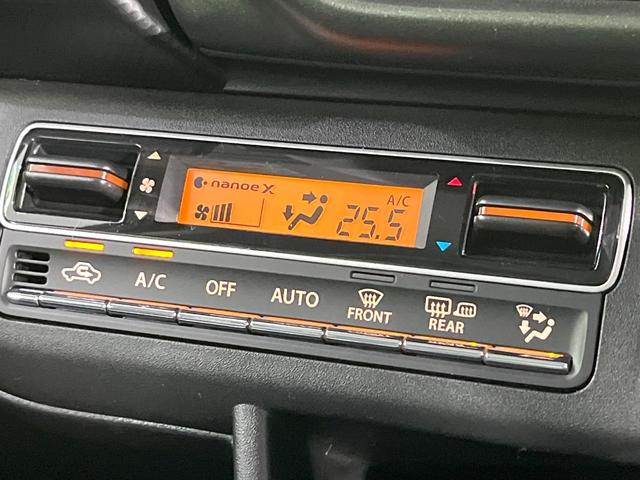 nanoe X
A/C
25.5
A/C
OFF
AUTO
FRONT
REAR